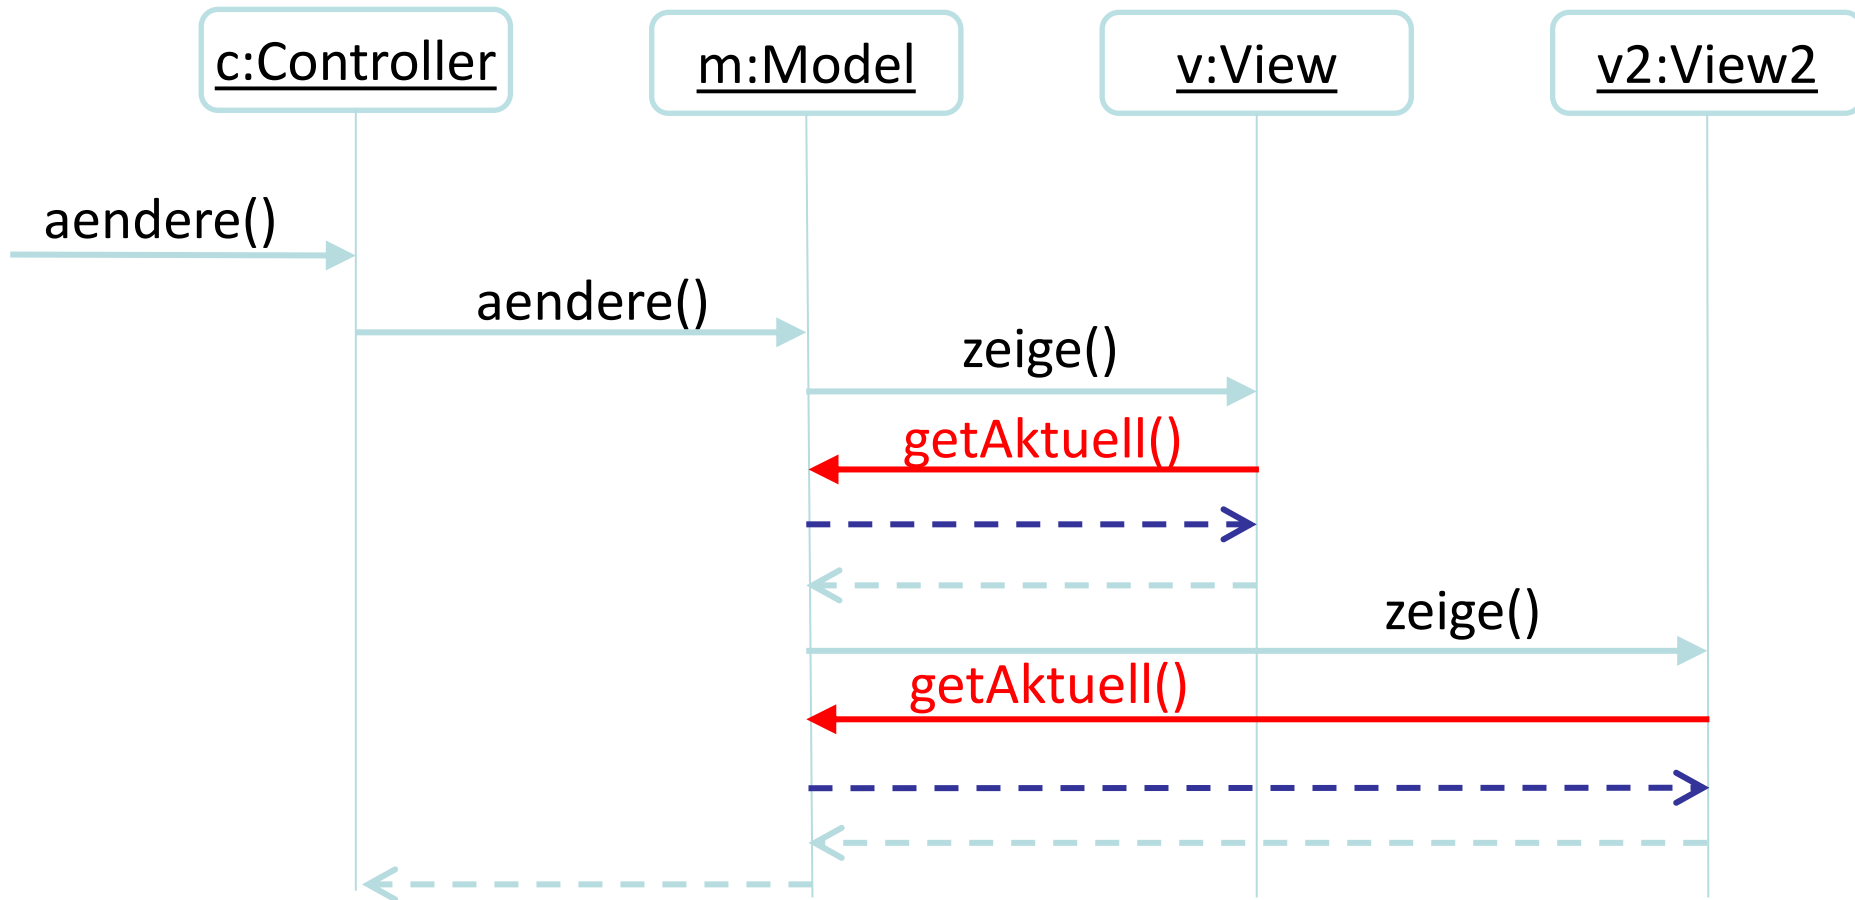 c:Controller
m:Model
v:View
v2:View2
aendere()
aendere()
zeige()
getAktuell()
zeige()
getAktuell()